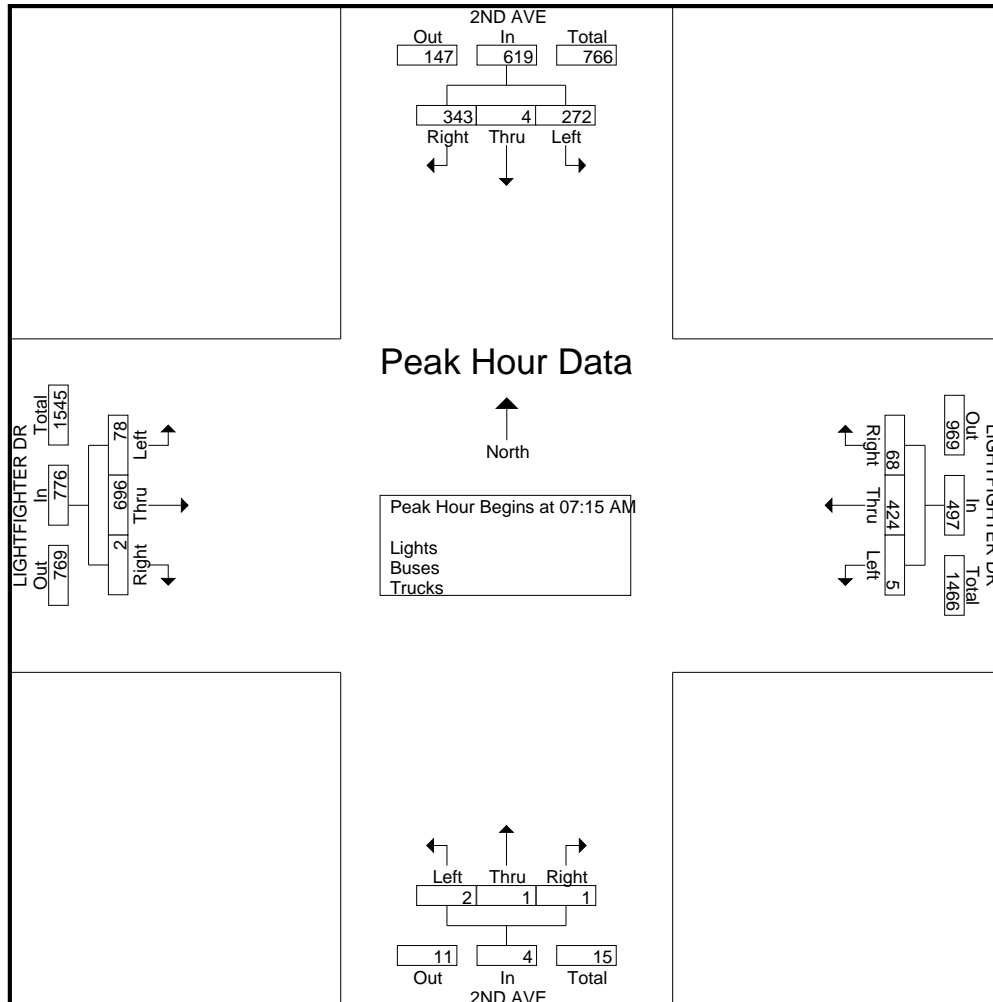 2ND AVE
Out In Total
147 619 766
343 4 272
Right Thru Left
Peak Hour Data
North
Peak Hour Begins at 07:15 AM
Lights
Buses
Trucks
LIGHTFIGHTER DR
Out In Total
769 776 1545
2 696 78
Right Thru Left
LIGHTFIGHTER DR
Out In Total
969 497 1466
68 424 5
Right Thru Left
Left Thru Right
2 1 1
11 4 15
Out In Total
2ND AVE